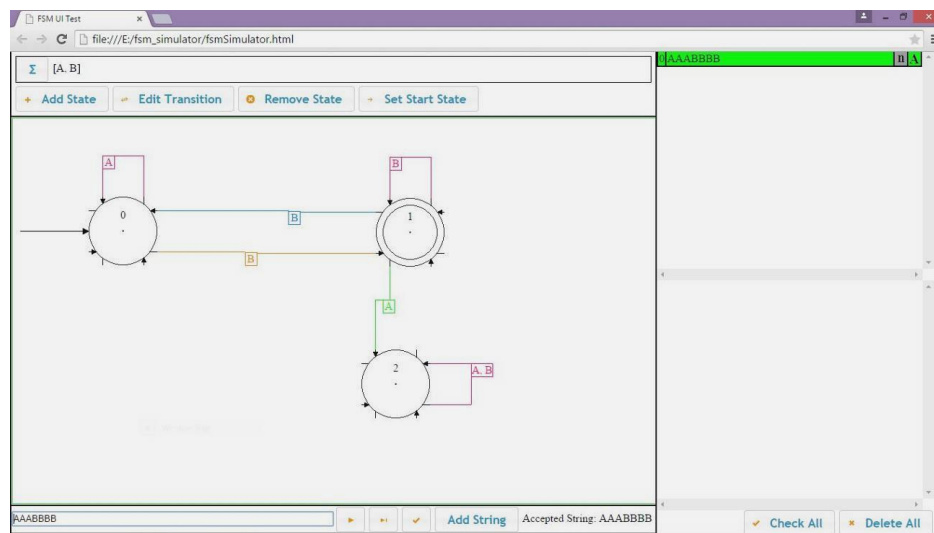 FSM UI Test
file:///E:/fsm_simulator/fsmSimulator.html
Σ [A. B]
Add State
Edit Transition
Remove State
Set Start State
0 AAABBBB n A
A
B
0
1
B
B
A
2
A. B
AAABBBB
Add String
Accepted String: AAABBBB
Check All
Delete All